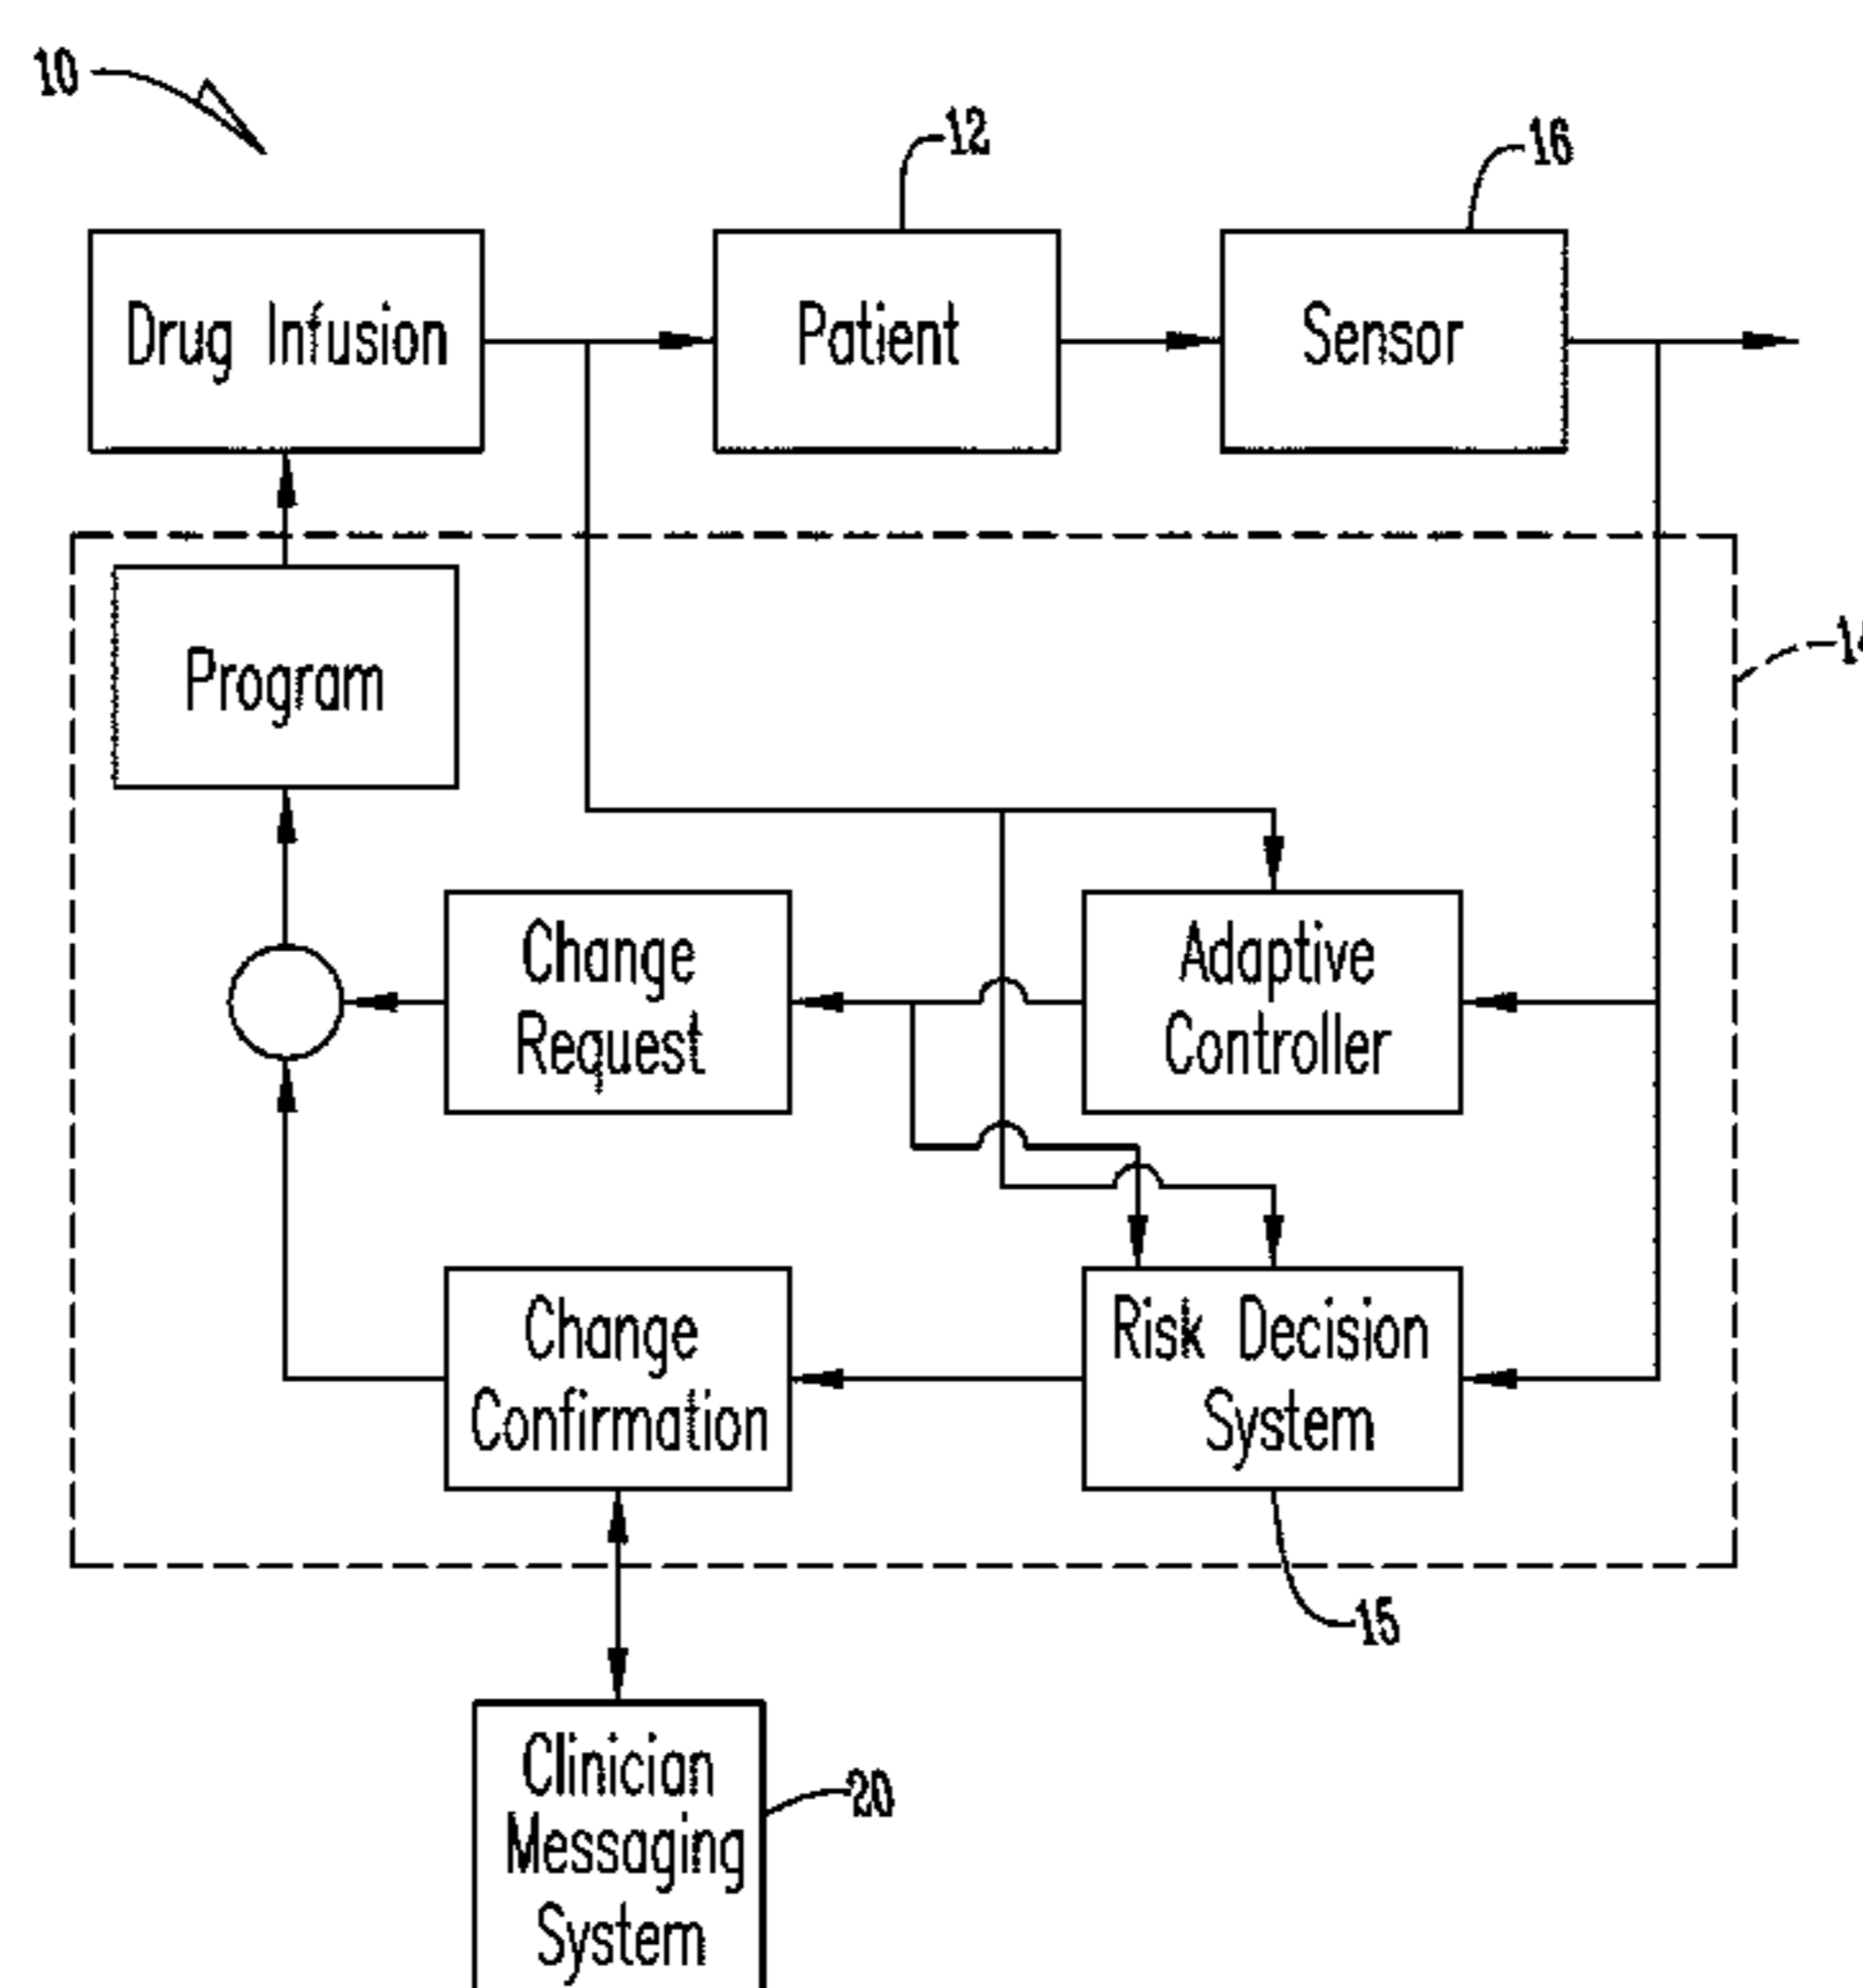 10
12
16
Drug Infusion
Patient
Sensor
Program
Change
Request
Adaptive
Controller
Change
Confirmation
Risk Decision
System
15
Clinician
Messaging
System
20